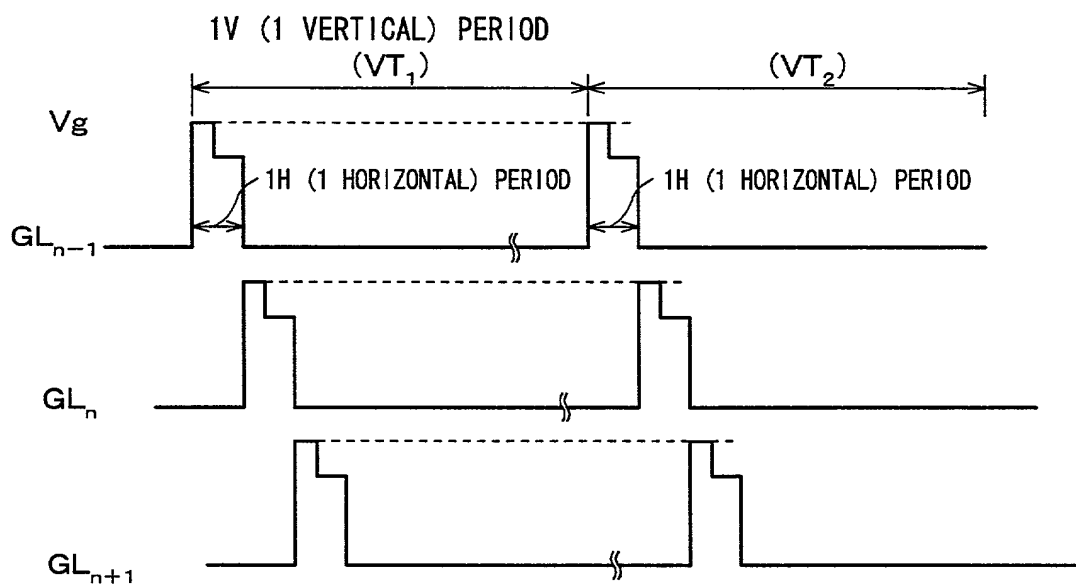 1V (1 VERTICAL) PERIOD
(VT₁) (VT₂)
Vg
1H (1 HORIZONTAL) PERIOD 1H (1 HORIZONTAL) PERIOD
GLₙ₋₁
GLₙ
GLₙ₊₁